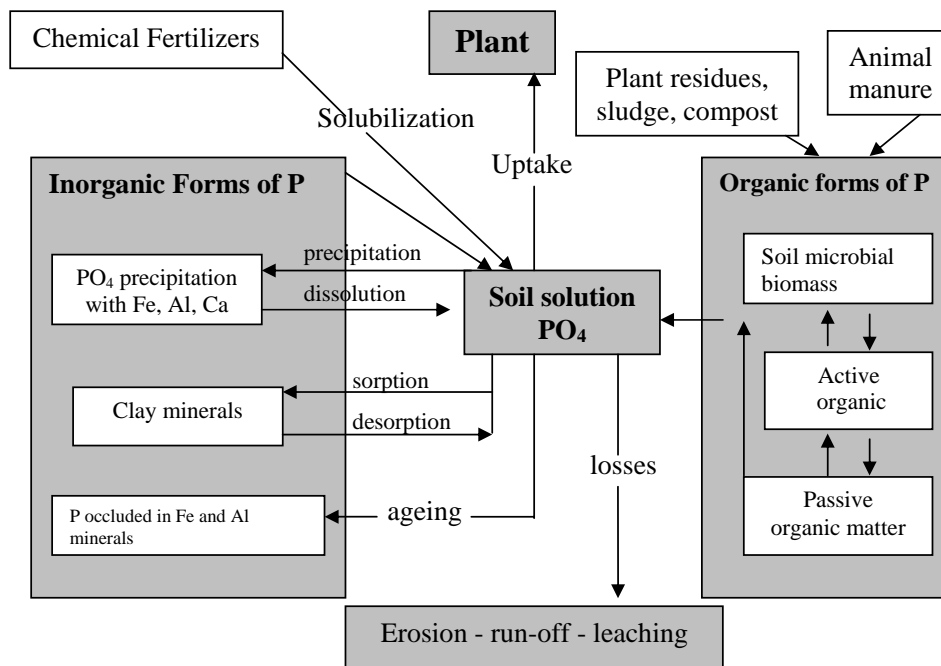 Chemical Fertilizers
Plant
Plant residues,
sludge, compost
Animal
manure
Solubilization
Uptake
Inorganic Forms of P
Organic forms of P
precipitation
PO₄ precipitation
with Fe, Al, Ca
dissolution
Soil solution
PO₄
Soil microbial
biomass
sorption
Clay minerals
desorption
Active
organic
losses
P occluded in Fe and Al
minerals
ageing
Passive
organic matter
Erosion - run-off - leaching